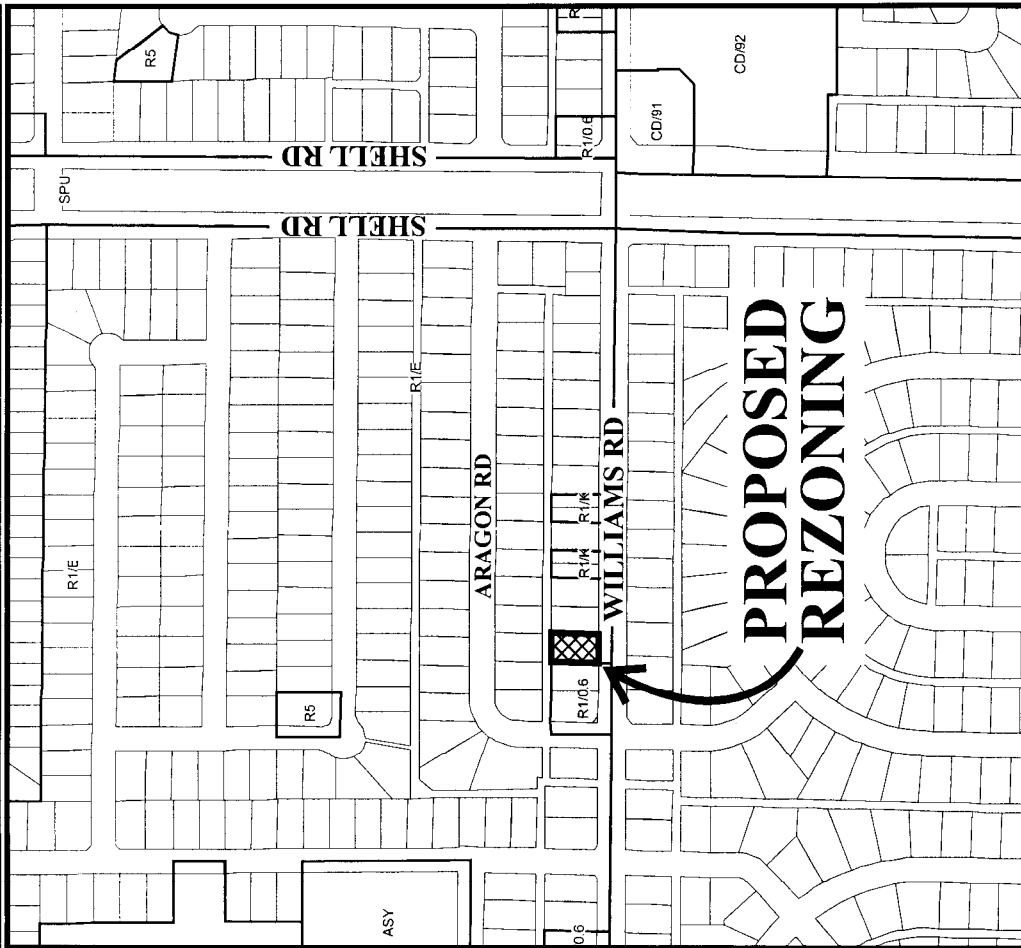 R
R5
CD/92
CD/91
R1/0.6
SHELL RD
SPU
SHELL RD
R1/E
ARAGON RD
WILLIAMS RD
R1/K
R1/E
R1/K
PROPOSED
REZONING
R5
R1/0.6
ASY
0.6